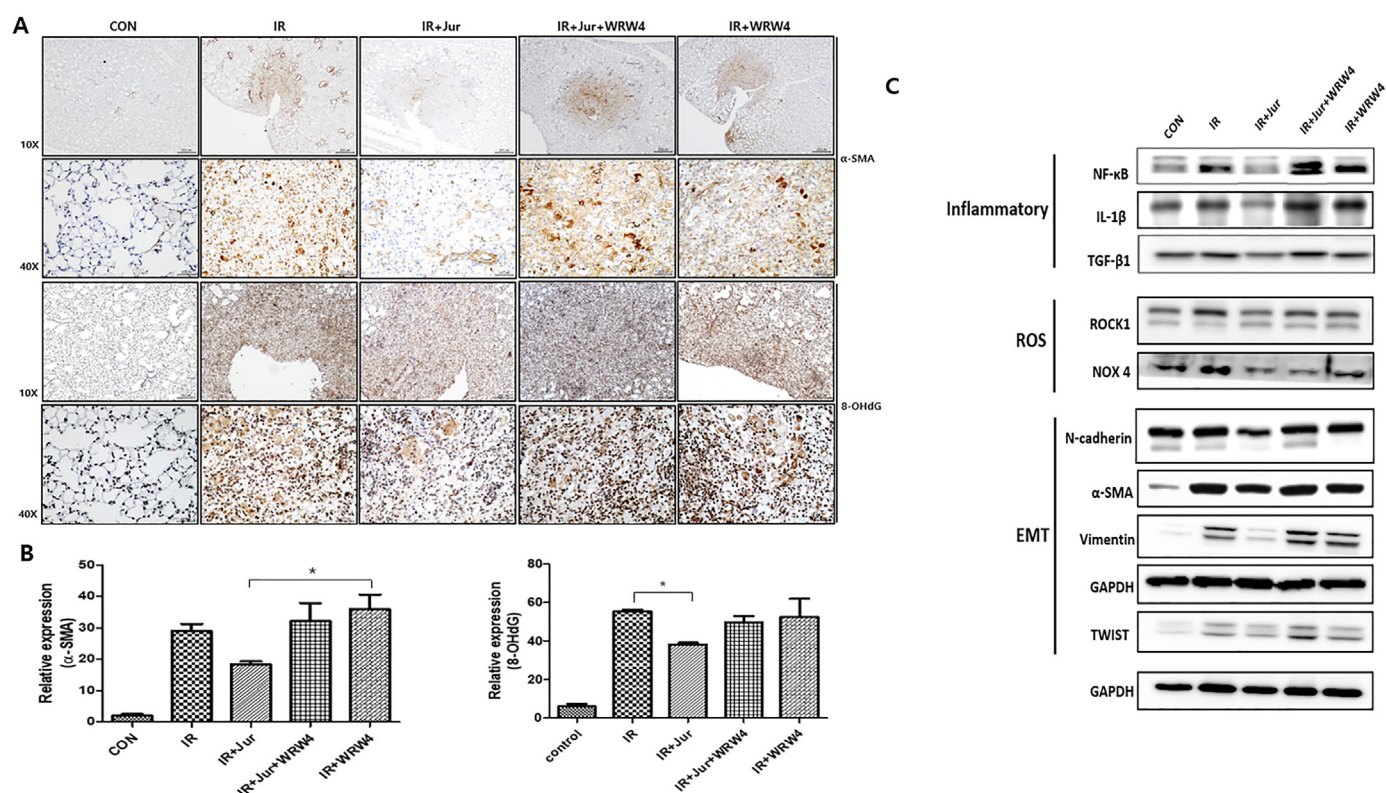 A
CON
IR
IR+Jur
IR+Jur+WRW4
IR+WRW4
10X
α-SMA
40X
10X
8-OHdG
40X
B
Relative expression
(α-SMA)
50
40
30
20
10
0
CON
IR
IR+Jur
IR+Jur+WRW4
IR+WRW4
*
Relative expression
(8-OHdG)
80
60
40
20
0
control
IR
IR+Jur
IR+Jur+WRW4
IR+WRW4
*
C
CON
IR
IR+Jur
IR+Jur+WRW4
IR+WRW4
Inflammatory
NF-κB
IL-1β
TGF-β1
ROS
ROCK1
NOX 4
EMT
N-cadherin
α-SMA
Vimentin
GAPDH
TWIST
GAPDH